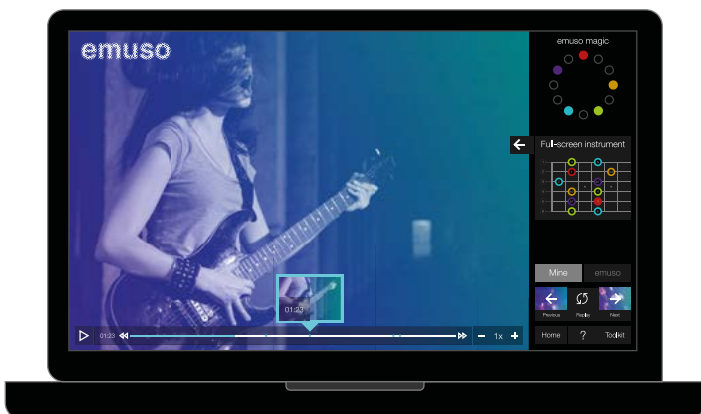 emuso
emuso magic
Full-screen instrument
01:23
01:23
1x
Mine
emuso
Previous
Replay
Next
Home
?
Toolkit